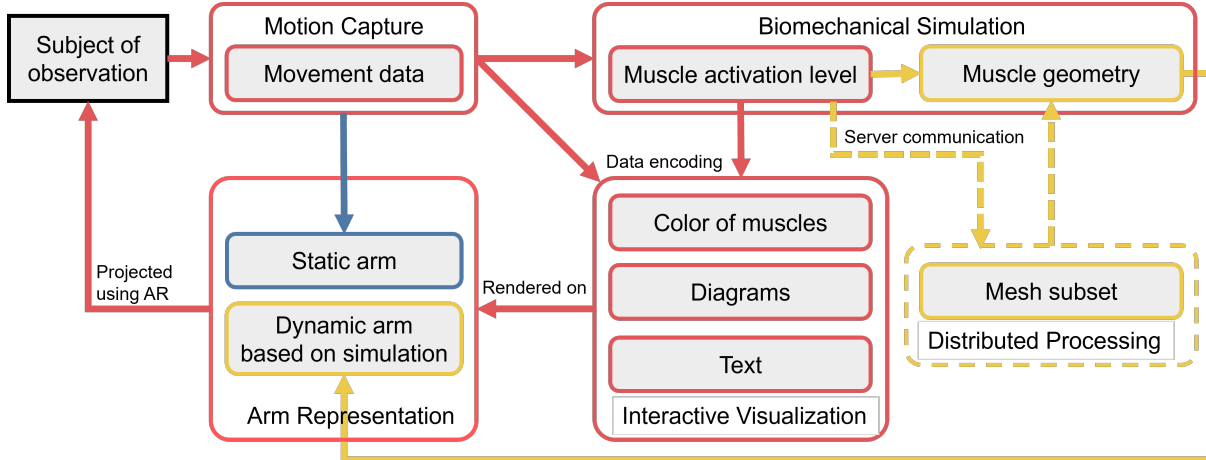 Subject of
observation
Motion Capture
Movement data
Biomechanical Simulation
Muscle activation level
Muscle geometry
Server communication
Data encoding
Color of muscles
Diagrams
Text
Interactive Visualization
Mesh subset
Distributed Processing
Static arm
Dynamic arm
based on simulation
Arm Representation
Rendered on
Projected
using AR